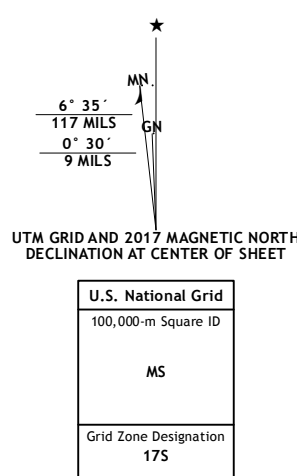 ★
MN
6° 35´
117 MILS
GN
0° 30´
9 MILS
UTM GRID AND 2017 MAGNETIC NORTH
DECLINATION AT CENTER OF SHEET
U.S. National Grid
100,000-m Square ID
MS
Grid Zone Designation
17S